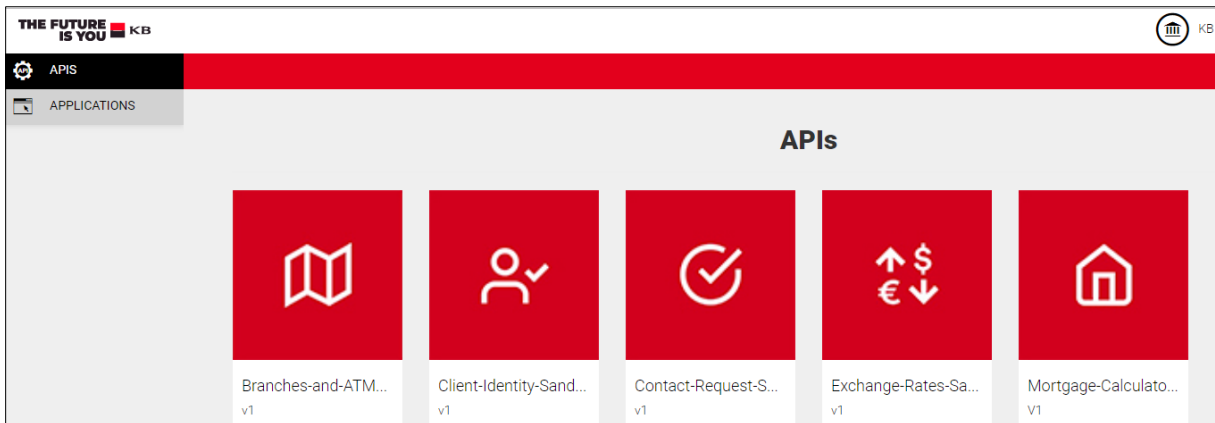 THE FUTURE
IS YOU KB
KB
APIS
APPLICATIONS
APIs
Branches-and-ATM...
Client-Identity-Sand...
Contact-Request-S...
Exchange-Rates-Sa...
Mortgage-Calculato...
v1
v1
v1
v1
V1